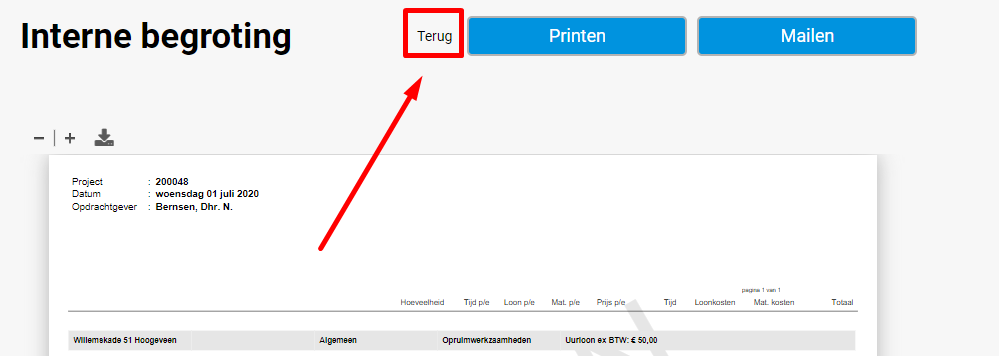 Interne begroting Terug Printen Mailen
Project : 200048
Datum : woensdag 01 juli 2020
Opdrachtgever : Bernsen, Dhr. N.
pagina 1 van 1
Hoeveelheid Tijd p/e Loon p/e Mat. p/e Prijs p/e Tijd Loonkosten Mat. kosten Totaal
Willemskade 51 Hoogeveen Algemeen Opruimwerkzaamheden Uurloon ex BTW: € 50,00